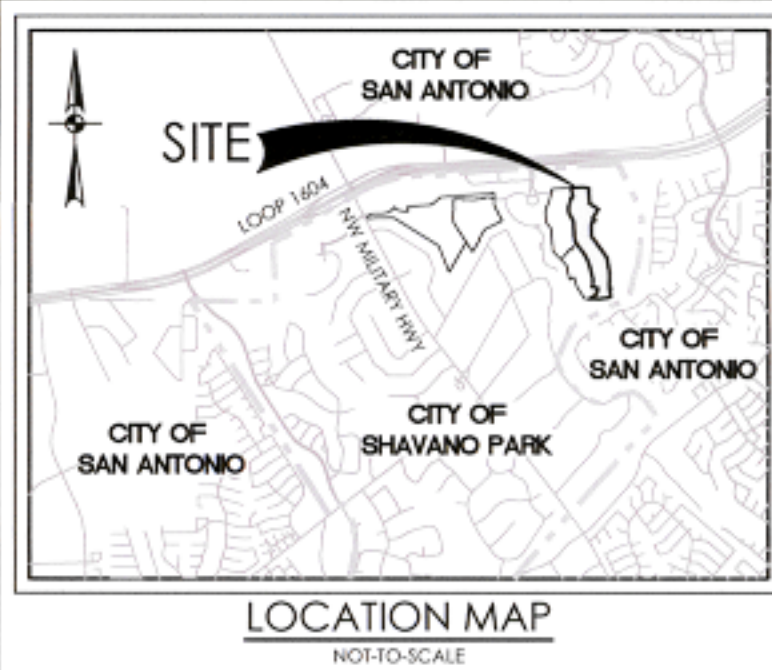 CITY OF
SAN ANTONIO
SITE
LOOP 1604
NW MILITARY HWY
CITY OF
SAN ANTONIO
CITY OF
SHAVANO PARK
CITY OF
SAN ANTONIO
LOCATION MAP
NOT-TO-SCALE